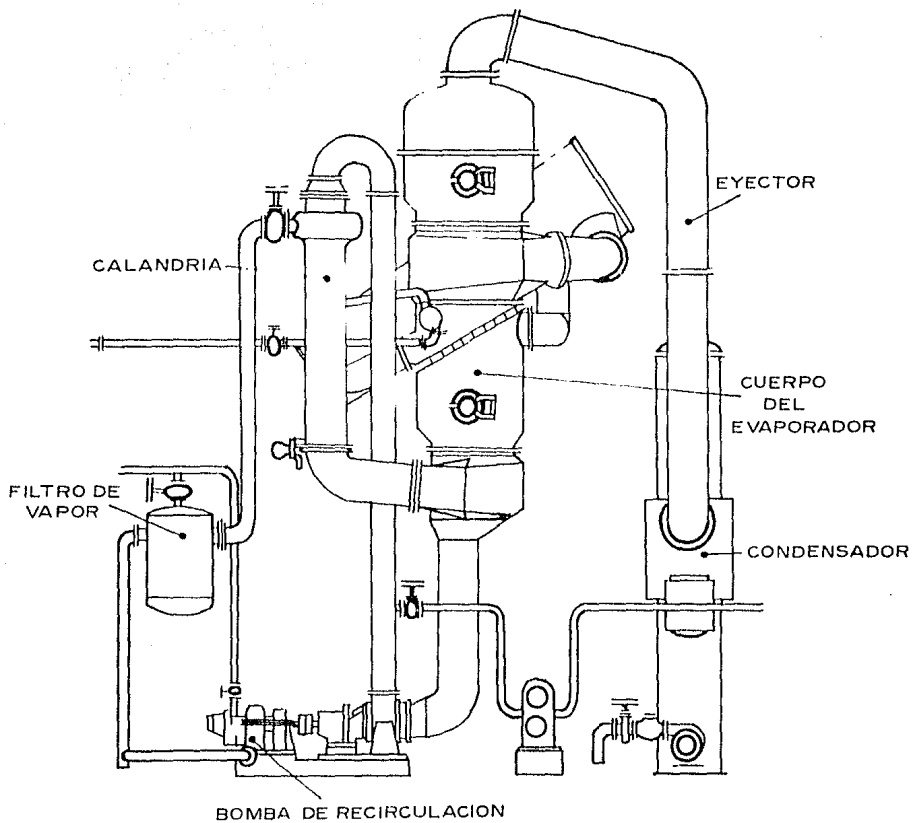 EYECTOR
CALANDRIA
CUERPO
DEL
EVAPORADOR
FILTRO DE
VAPOR
CONDENSADOR
BOMBA DE RECIRCULACION